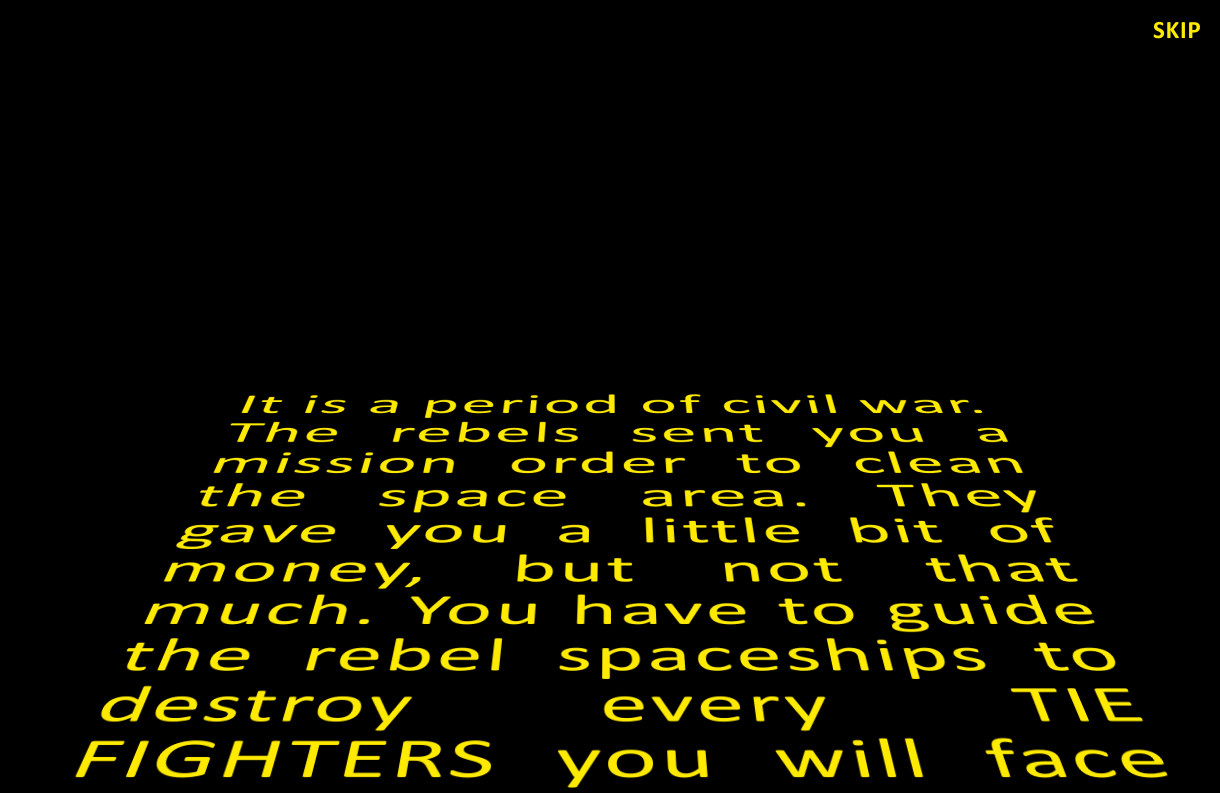 SKIP
It is a period of civil war.
The rebels sent you a
mission order to clean
the space area. They
gave you a little bit of
money, but not that
much. You have to guide
the rebel spaceships to
destroy every TIE
FIGHTERS you will face